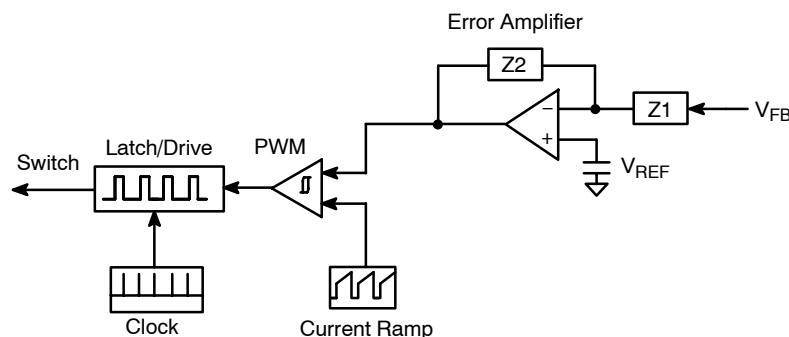 Error Amplifier
Z2
−
+
Z1
V_FB
V_REF
PWM
Latch/Drive
Switch
Clock
Current Ramp